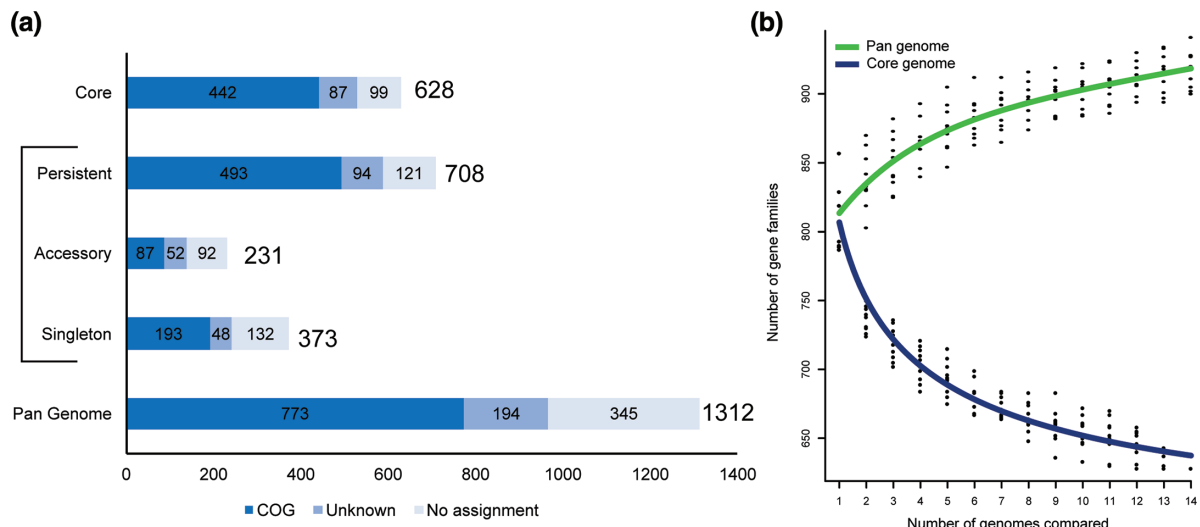 (a)
Core
442 87 99 628
Persistent
493 94 121 708
Accessory
87 52 92 231
Singleton
193 48 132 373
Pan Genome
773 194 345 1312
0 200 400 600 800 1000 1200 1400
COG Unknown No assignment
(b)
Pan genome
Core genome
Number of gene families
900
850
800
750
700
650
1 2 3 4 5 6 7 8 9 10 11 12 13 14
Number of genomes compared